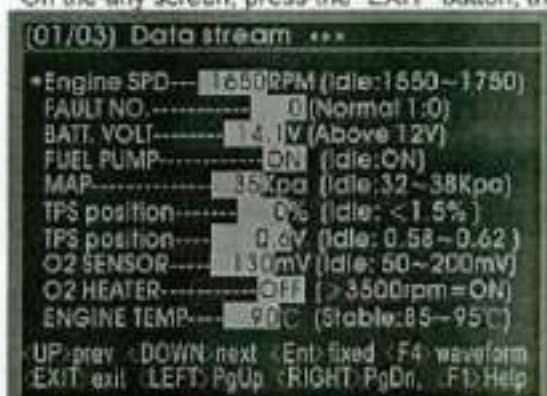 On the any screen, press the "EXIT" button, th
(01/03) Data stream
*Engine SPD--- 1650RPM (Idle:1550~1750)
FAULT NO.--------- 0 (Normal 1:0)
BATT. VOLT------- 14.1V (Above 12V)
FUEL PUMP--------- ON (Idle:ON)
MAP------------- 35Kpa (Idle:32~38Kpa)
TPS position------- 0% (Idle: <1.5% )
TPS position------- 0.6V (Idle: 0.58~0.62 )
O2 SENSOR----- 130mV (Idle: 50~200mV)
O2 HEATER--------- OFF (>3500rpm=ON)
ENGINE TEMP---- 90°C (Stable:85~95°C)
<UP>prev <DOWN>next <Ent>fixed <F4>waveform
<EXIT>exit <LEFT>PgUp <RIGHT>PgDn, <F1>Help